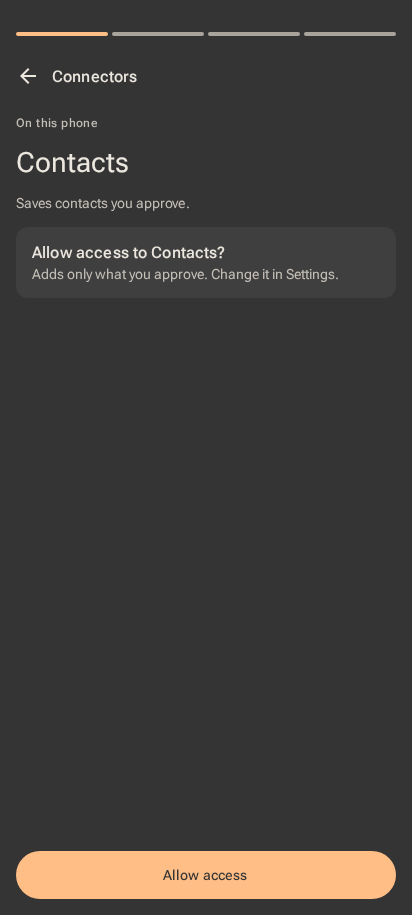 Connectors
On this phone
Contacts
Saves contacts you approve.
Allow access to Contacts?
Adds only what you approve. Change it in Settings.
Allow access